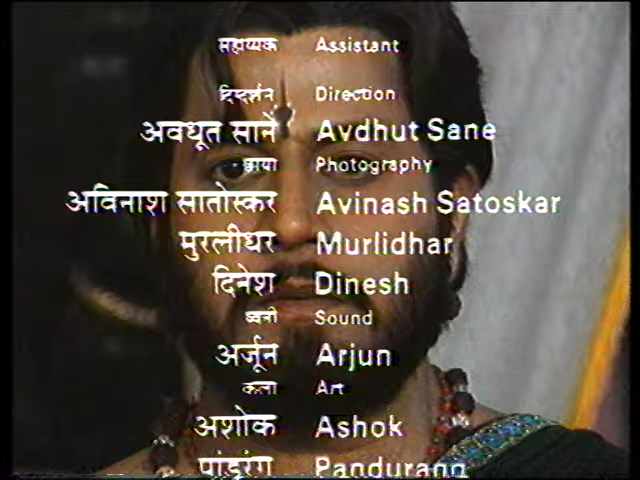 सहाय्यक Assistant
दिग्दर्शन Direction
अवधूत साने Avdhut Sane
छाया Photography
अविनाश सातोस्कर Avinash Satoskar
मुरलीधर Murlidhar
दिनेश Dinesh
ध्वनी Sound
अर्जून Arjun
कला Art
अशोक Ashok
पांडुरंग Pandurang